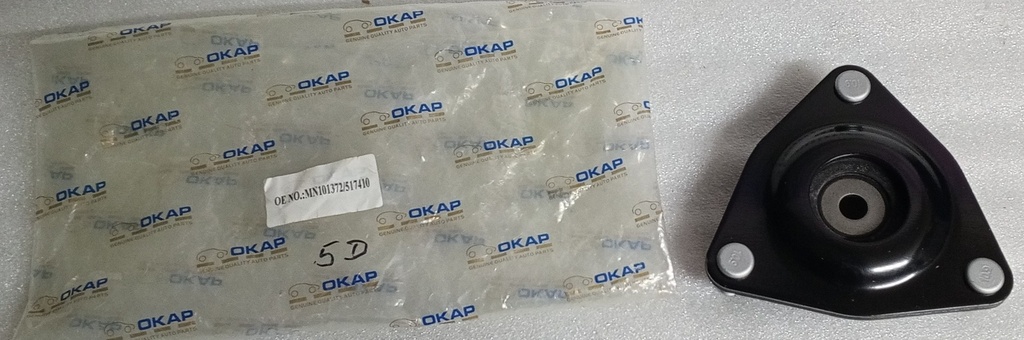 OKAP
GENUINE QUALITY AUTO PARTS
OE NO.:MN101372/517410
5D